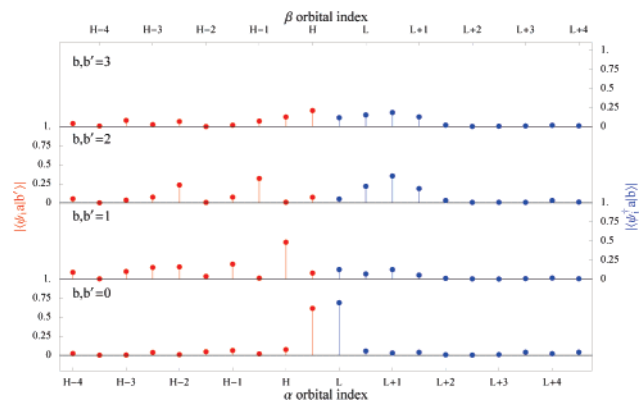 β orbital index
H−4 H−3 H−2 H−1 H L L+1 L+2 L+3 L+4
b,b′=3
1.
0.75
0.5
0.25
0
1.
0.75
0.5
0.25
0
b,b′=2
1.
0.75
0.5
0.25
0
b,b′=1
1.
0.75
0.5
0.25
0
b,b′=0
|⟨ψᵢ a|b′⟩|
|⟨ψᵢ† a|b⟩|
H−4 H−3 H−2 H−1 H L L+1 L+2 L+3 L+4
α orbital index